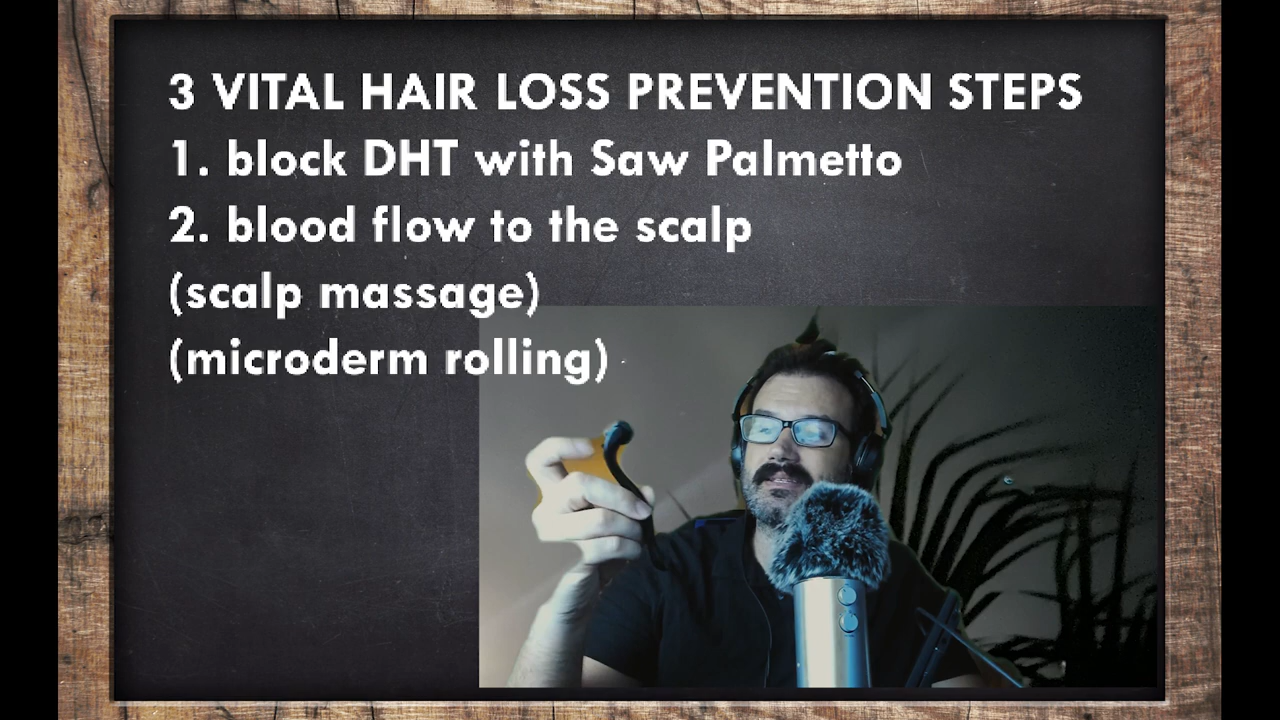 3 VITAL HAIR LOSS PREVENTION STEPS
1. block DHT with Saw Palmetto
2. blood flow to the scalp
(scalp massage)
(microderm rolling)